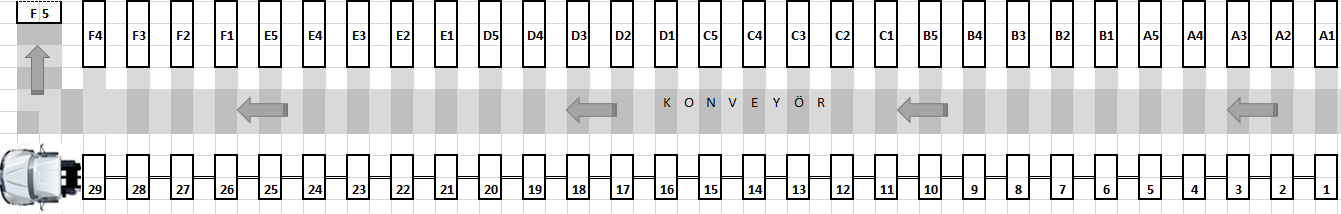 F 5
F4 F3 F2 F1 E5 E4 E3 E2 E1 D5 D4 D3 D2 D1 C5 C4 C3 C2 C1 B5 B4 B3 B2 B1 A5 A4 A3 A2 A1
K O N V E Y Ö R
29 28 27 26 25 24 23 22 21 20 19 18 17 16 15 14 13 12 11 10 9 8 7 6 5 4 3 2 1